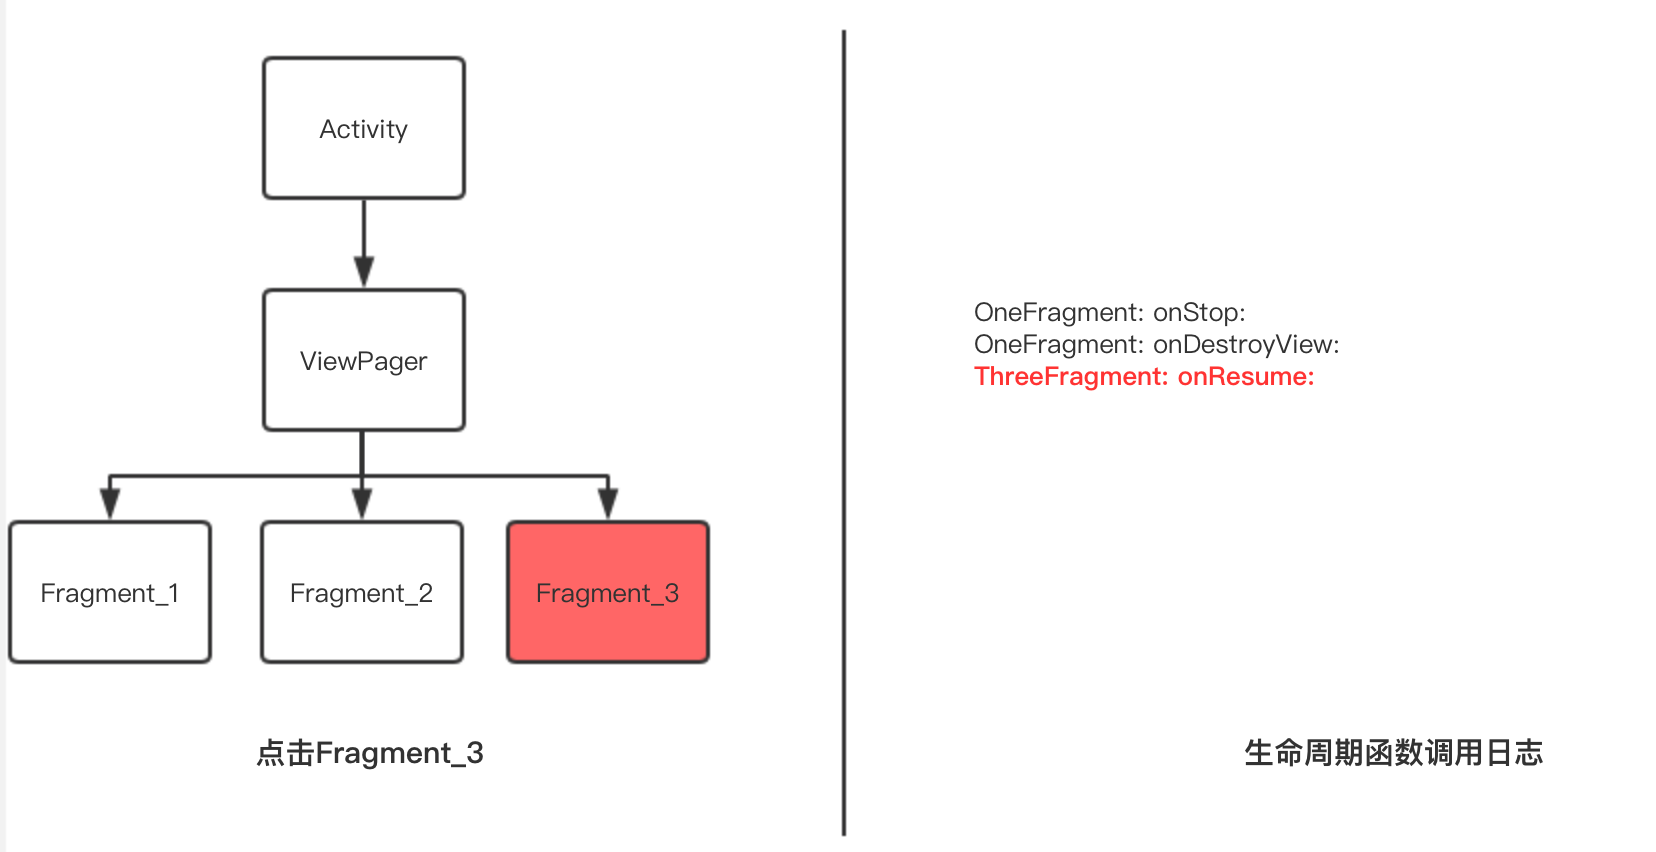 Activity
ViewPager
Fragment_1
Fragment_2
Fragment_3
点击Fragment_3
OneFragment: onStop:
OneFragment: onDestroyView:
ThreeFragment: onResume:
生命周期函数调用日志